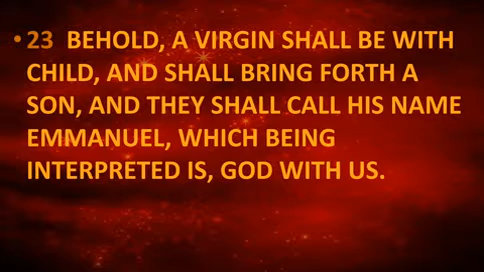 • 23 BEHOLD, A VIRGIN SHALL BE WITH
CHILD, AND SHALL BRING FORTH A
SON, AND THEY SHALL CALL HIS NAME
EMMANUEL, WHICH BEING
INTERPRETED IS, GOD WITH US.